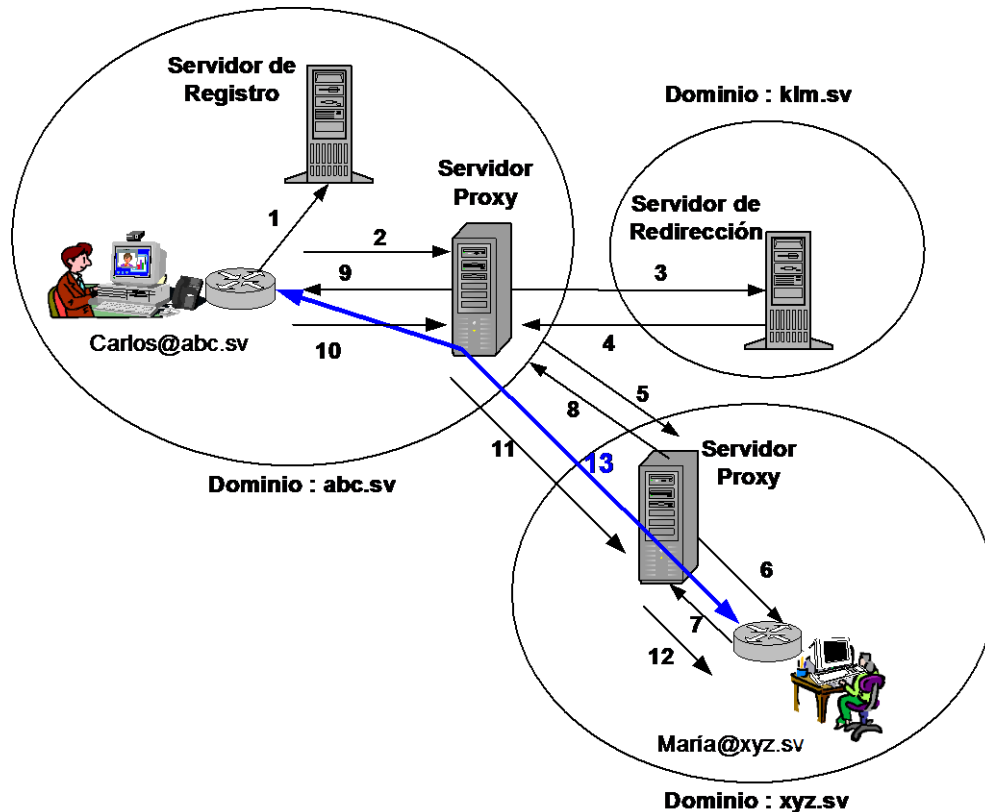 Servidor de
Registro
Dominio : klm.sv
Servidor
Proxy
Servidor de
Redirección
1
2
9
3
Carlos@abc.sv
10
4
5
8
11
13
Servidor
Proxy
Dominio : abc.sv
6
7
12
María@xyz.sv
Dominio : xyz.sv